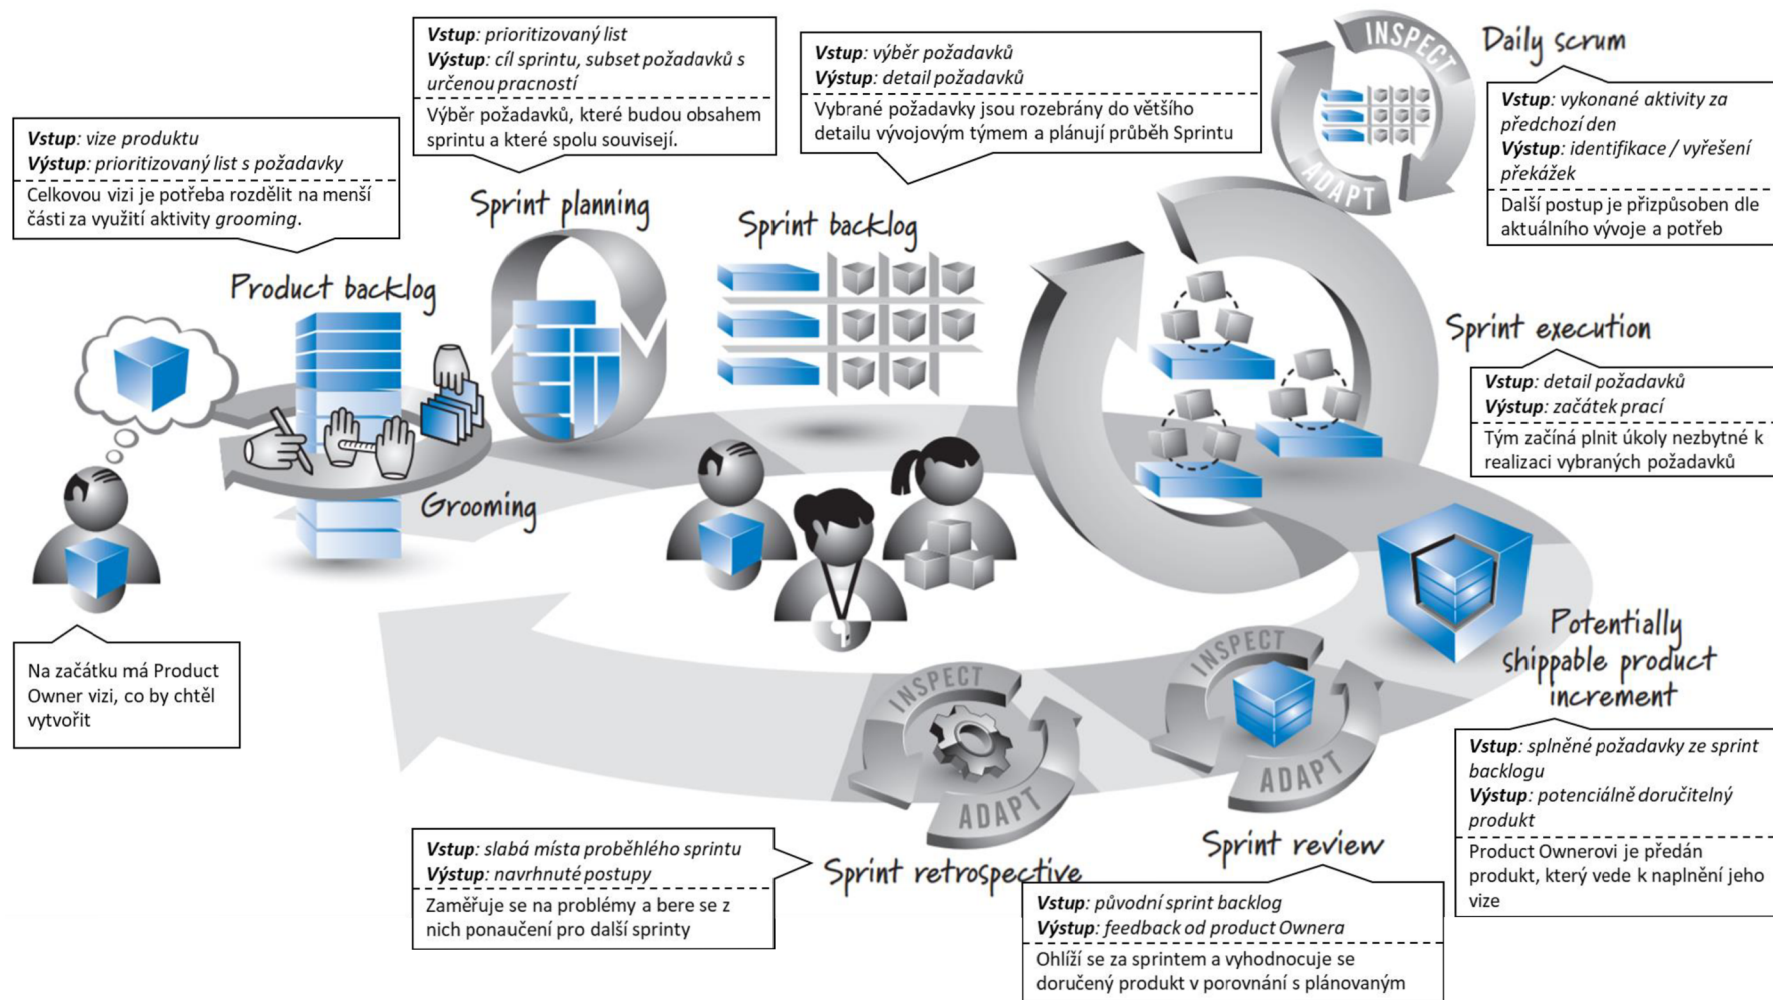 Vstup: vize produktu
Výstup: prioritizovaný list s požadavky
Celkovou vizi je potřeba rozdělit na menší
části za využití aktivity grooming.
Product backlog
Grooming
Na začátku má Product
Owner vizi, co by chtěl
vytvořit
Vstup: prioritizovaný list
Výstup: cíl sprintu, subset požadavků s
určenou pracností
Výběr požadavků, které budou obsahem
sprintu a které spolu souvisejí.
Sprint planning
Vstup: výběr požadavků
Výstup: detail požadavků
Vybrané požadavky jsou rozebrány do většího
detailu vývojovým týmem a plánují průběh Sprintu
Sprint backlog
INSPECT
ADAPT
Daily scrum
Vstup: vykonané aktivity za
předchozí den
Výstup: identifikace / vyřešení
překážek
Další postup je přizpůsoben dle
aktuálního vývoje a potřeb
Sprint execution
Vstup: detail požadavků
Výstup: začátek prací
Tým začíná plnit úkoly nezbytné k
realizaci vybraných požadavků
Potentially
shippable product
increment
Vstup: splněné požadavky ze sprint
backlogu
Výstup: potenciálně doručitelný
produkt
Product Ownerovi je předán
produkt, který vede k naplnění jeho
vize
INSPECT
ADAPT
Sprint review
Vstup: původní sprint backlog
Výstup: feedback od product Ownera
Ohlíží se za sprintem a vyhodnocuje se
doručený produkt v porovnání s plánovaným
INSPECT
ADAPT
Sprint retrospective
Vstup: slabá místa proběhlého sprintu
Výstup: navrhnuté postupy
Zaměřuje se na problémy a bere se z
nich ponaučení pro další sprinty